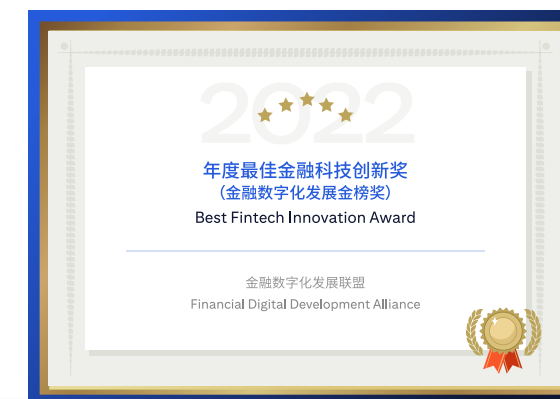 2022
年度最佳金融科技创新奖
（金融数字化发展金榜奖）
Best Fintech Innovation Award
金融数字化发展联盟
Financial Digital Development Alliance